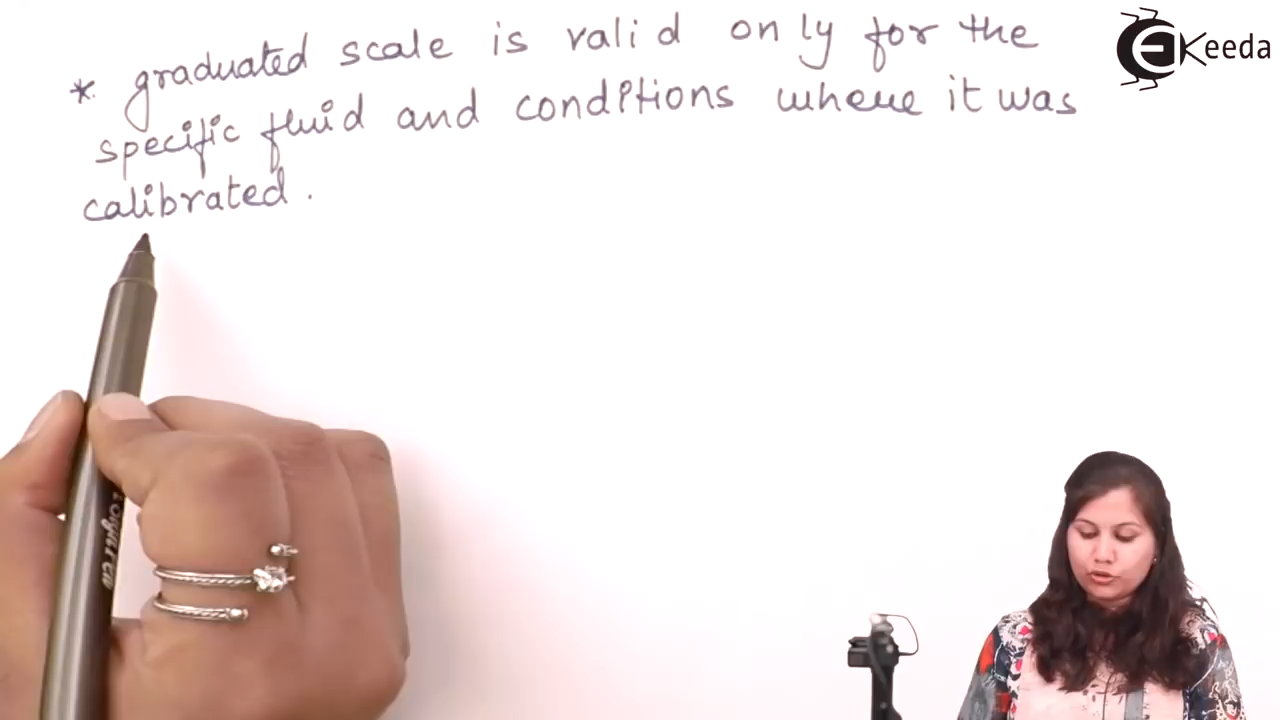 * graduated scale is valid only for the
specific fluid and conditions where it was
calibrated.
EKeeda